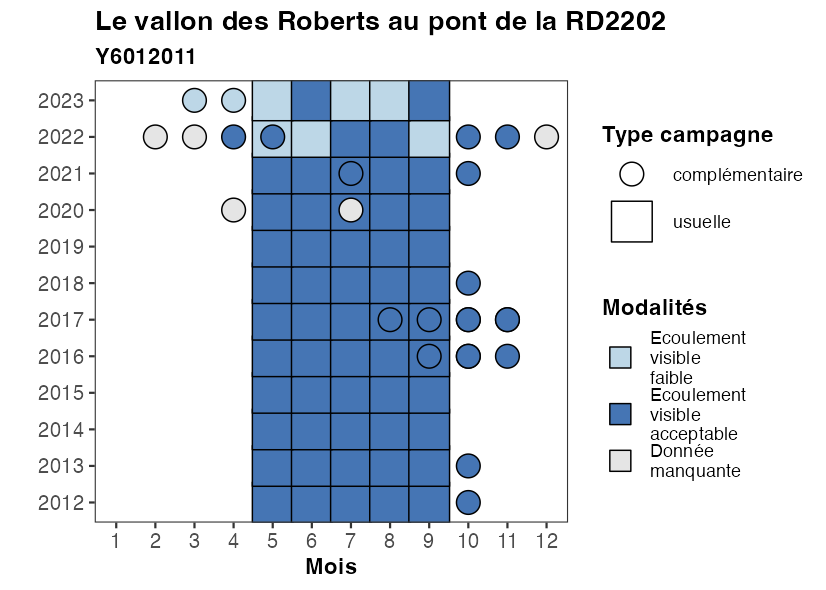 Le vallon des Roberts au pont de la RD2202
Y6012011
2023
2022
2021
2020
2019
2018
2017
2016
2015
2014
2013
2012
1 2 3 4 5 6 7 8 9 10 11 12
Mois
Type campagne
complémentaire
usuelle
Modalités
Ecoulement
visible
faible
Ecoulement
visible
acceptable
Donnée
manquante